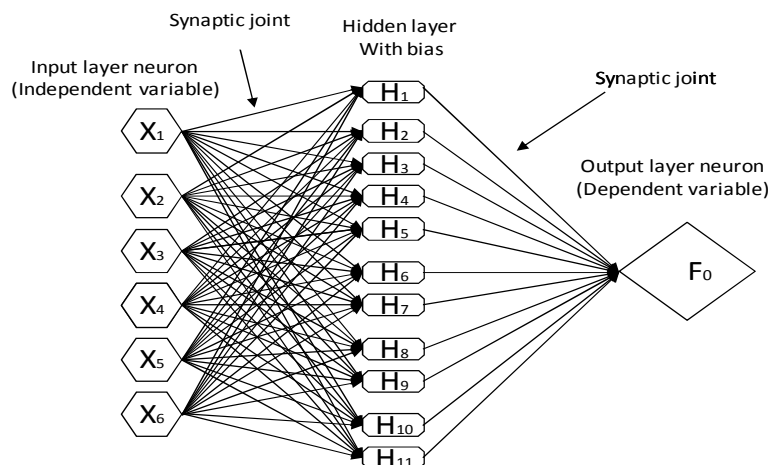 Synaptic joint
Hidden layer
With bias
Input layer neuron
(Independent variable)
Synaptic joint
Output layer neuron
(Dependent variable)
X1
X2
X3
X4
X5
X6
H1
H2
H3
H4
H5
H6
H7
H8
H9
H10
H11
F0